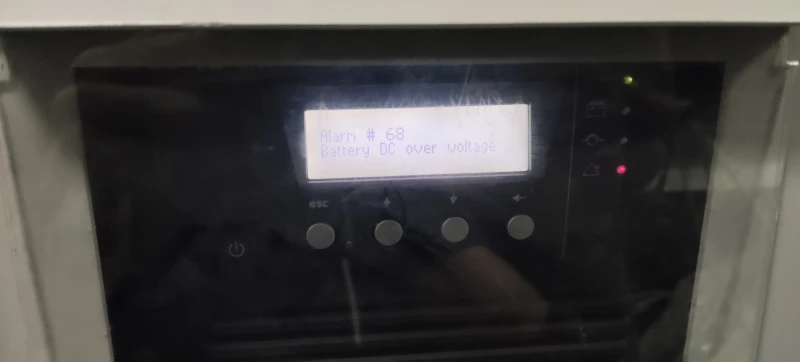 Alarm # 68
Battery DC over voltage
esc